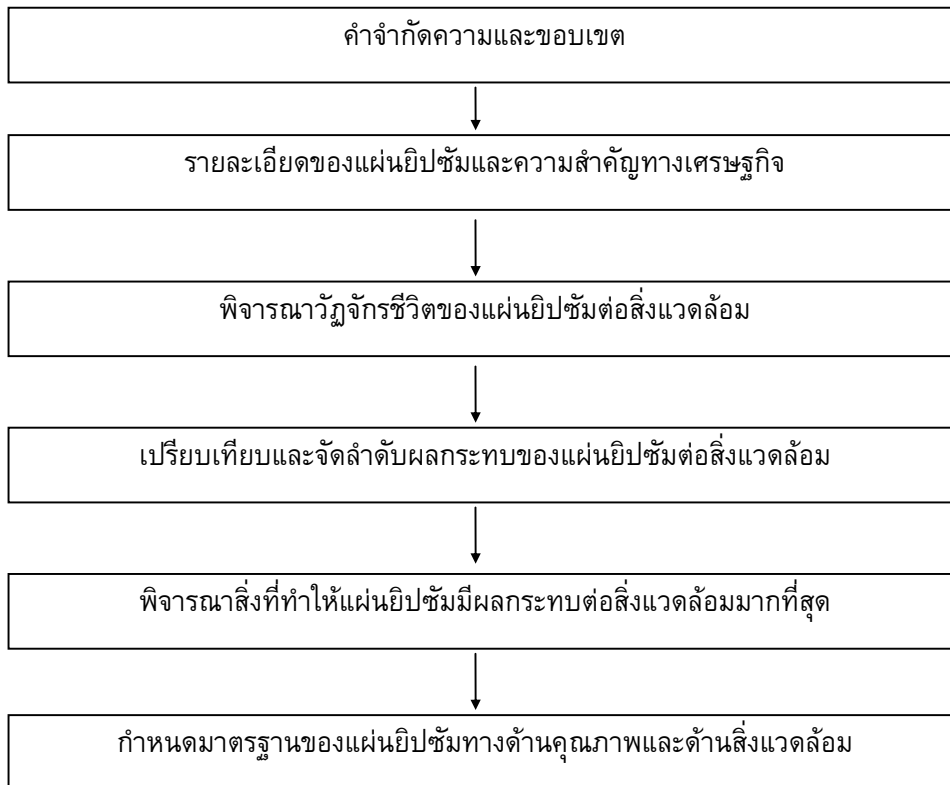 คำจำกัดความและขอบเขต
รายละเอียดของแผ่นยิปซัมและความสำคัญทางเศรษฐกิจ
พิจารณาวัฏจักรชีวิตของแผ่นยิปซัมต่อสิ่งแวดล้อม
เปรียบเทียบและจัดลำดับผลกระทบของแผ่นยิปซัมต่อสิ่งแวดล้อม
พิจารณาสิ่งที่ทำให้แผ่นยิปซัมมีผลกระทบต่อสิ่งแวดล้อมมากที่สุด
กำหนดมาตรฐานของแผ่นยิปซัมทางด้านคุณภาพและด้านสิ่งแวดล้อม